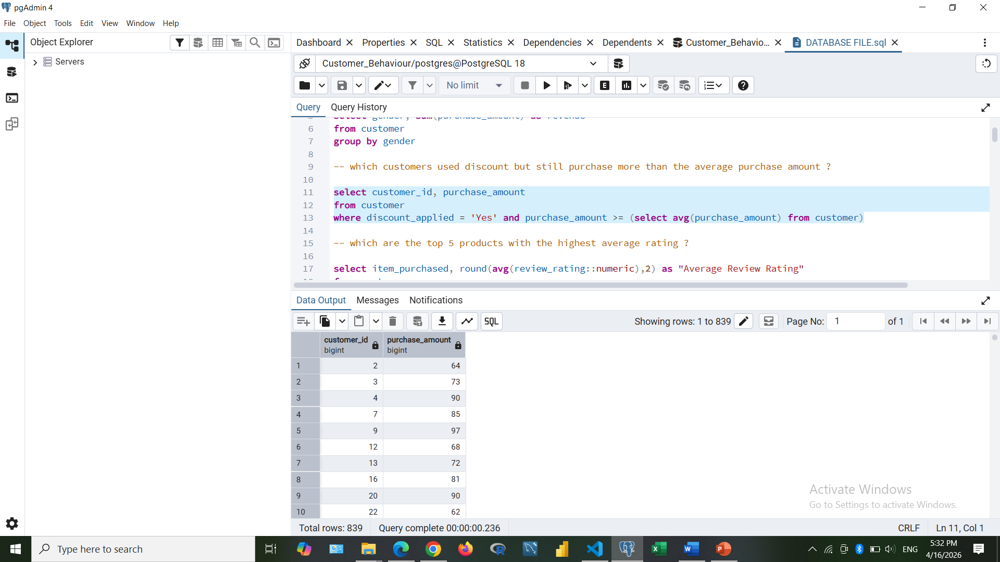 pgAdmin 4
File Object Tools Edit View Window Help
Object Explorer
Servers
Dashboard Properties SQL Statistics Dependencies Dependents Customer_Behavio... DATABASE FILE.sql
Customer_Behaviour/postgres@PostgreSQL 18
No limit
E
Query Query History
5 select gender, sum(purchase_amount) as revenue
6 from customer
7 group by gender
8
9 -- which customers used discount but still purchase more than the average purchase amount ?
10
11 select customer_id, purchase_amount
12 from customer
13 where discount_applied = 'Yes' and purchase_amount >= (select avg(purchase_amount) from customer)
14
15 -- which are the top 5 products with the highest average rating ?
16
17 select item_purchased, round(avg(review_rating::numeric),2) as "Average Review Rating"
Data Output Messages Notifications
SQL Showing rows: 1 to 839 Page No: 1 of 1
customer_id purchase_amount
bigint bigint
1 2 64
2 3 73
3 4 90
4 7 85
5 9 97
6 12 68
7 13 72
8 16 81
9 20 90
10 22 62
Activate Windows
Go to Settings to activate Windows.
Total rows: 839 Query complete 00:00:00.236 CRLF Ln 11, Col 1
Type here to search
ENG
5:32 PM
4/16/2026